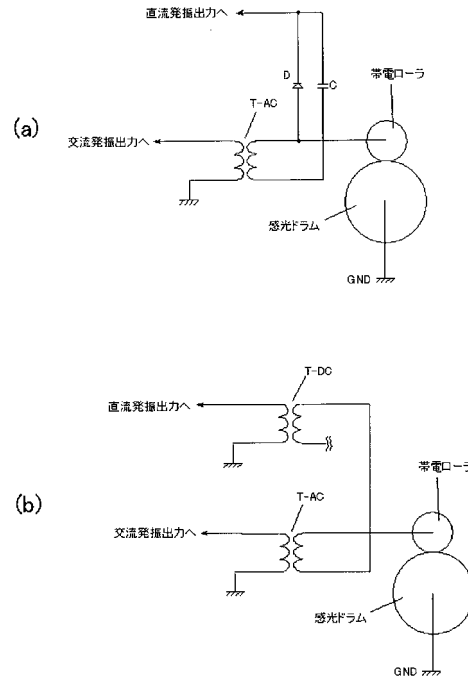 直流発振出力へ
D
C
帯電ローラ
T-AC
(a)
交流発振出力へ
感光ドラム
GND
T-DC
直流発振出力へ
帯電ローラ
(b)
T-AC
交流発振出力へ
感光ドラム
GND